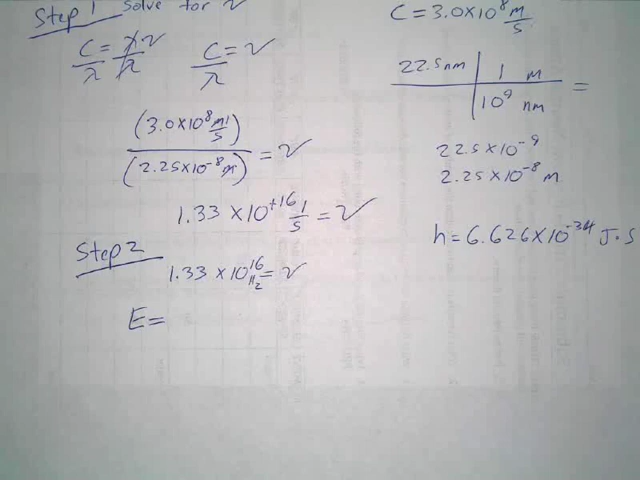 Step 1 Solve for ν
C = λν
λ λ
C = ν
λ
(3.0×10⁸ m/s)
(2.25×10⁻⁸ m) = ν
1.33 ×10⁺¹⁶ 1/s = ν
Step 2
1.33 ×10¹⁶ Hz = ν
E=
C = 3.0×10⁸ m/s
22.5nm | 1 m
10⁹ nm =
22.5×10⁻⁹
2.25×10⁻⁸ m
h = 6.626×10⁻³⁴ J·s